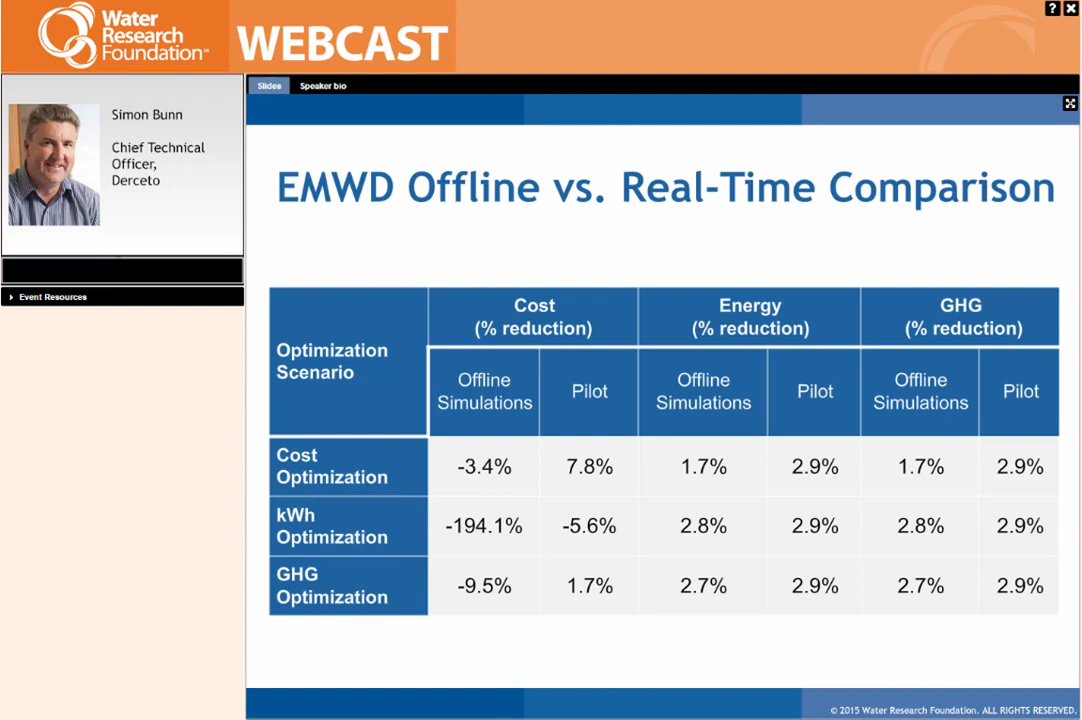 Water
Research
Foundation™
WEBCAST
? X
Slides Speaker bio
Simon Bunn
Chief Technical
Officer,
Derceto
Event Resources
EMWD Offline vs. Real-Time Comparison
Optimization
Scenario
Cost
(% reduction)
Energy
(% reduction)
GHG
(% reduction)
Offline
Simulations
Pilot
Offline
Simulations
Pilot
Offline
Simulations
Pilot
Cost
Optimization
-3.4% 7.8% 1.7% 2.9% 1.7% 2.9%
kWh
Optimization
-194.1% -5.6% 2.8% 2.9% 2.8% 2.9%
GHG
Optimization
-9.5% 1.7% 2.7% 2.9% 2.7% 2.9%
© 2015 Water Research Foundation. ALL RIGHTS RESERVED.